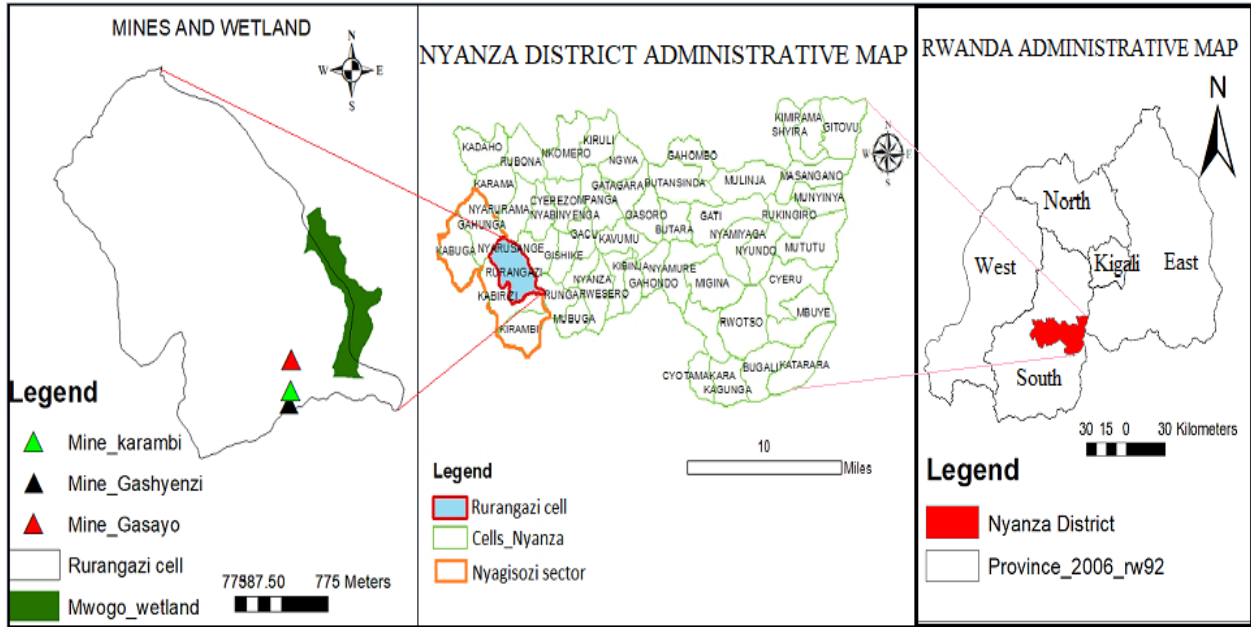 MINES AND WETLAND
N
W E
S
Legend
Mine_karambi
Mine_Gashyenzi
Mine_Gasayo
Rurangazi cell
Mwogo_wetland
775387.50 775 Meters
NYANZA DISTRICT ADMINISTRATIVE MAP
N
W E
S
KIMIRAMA
SHYIRA GITOVU
KADAHO
RUBONA
NKOMERO
KIRULI
NGWA
GAHOMBO
KARAMA
GATAGARA
BUTANSINDA
MULINJA
MASANGANO
MUNYINYA
NYARURAMA
CYEREZO
MPANGA
NYABINYENGA
GASORO
GATI
RUKINGIRO
GAHUNGA
GACU
KAVUMU
BUTARA
NYAMIYAGA
KABUGA
NYARUSANGE
GISHIKE
NYUNDO
MUTUTU
RURANGAZI
NYANZA
KIBINJA
NYAMURE
GAHONDO
MIGINA
CYERU
KABIRIZI
RUNGA
RWESERO
KIRAMBI
MUBUGA
RWOTSO
MBUYE
BUGALI
KATARARA
CYOTAMAKARA
KAGUNGA
10
Miles
Legend
Rurangazi cell
Cells_Nyanza
Nyagisozi sector
RWANDA ADMINISTRATIVE MAP
N
North
West
Kigali
East
South
30 15 0 30 Kilometers
Legend
Nyanza District
Province_2006_rw92